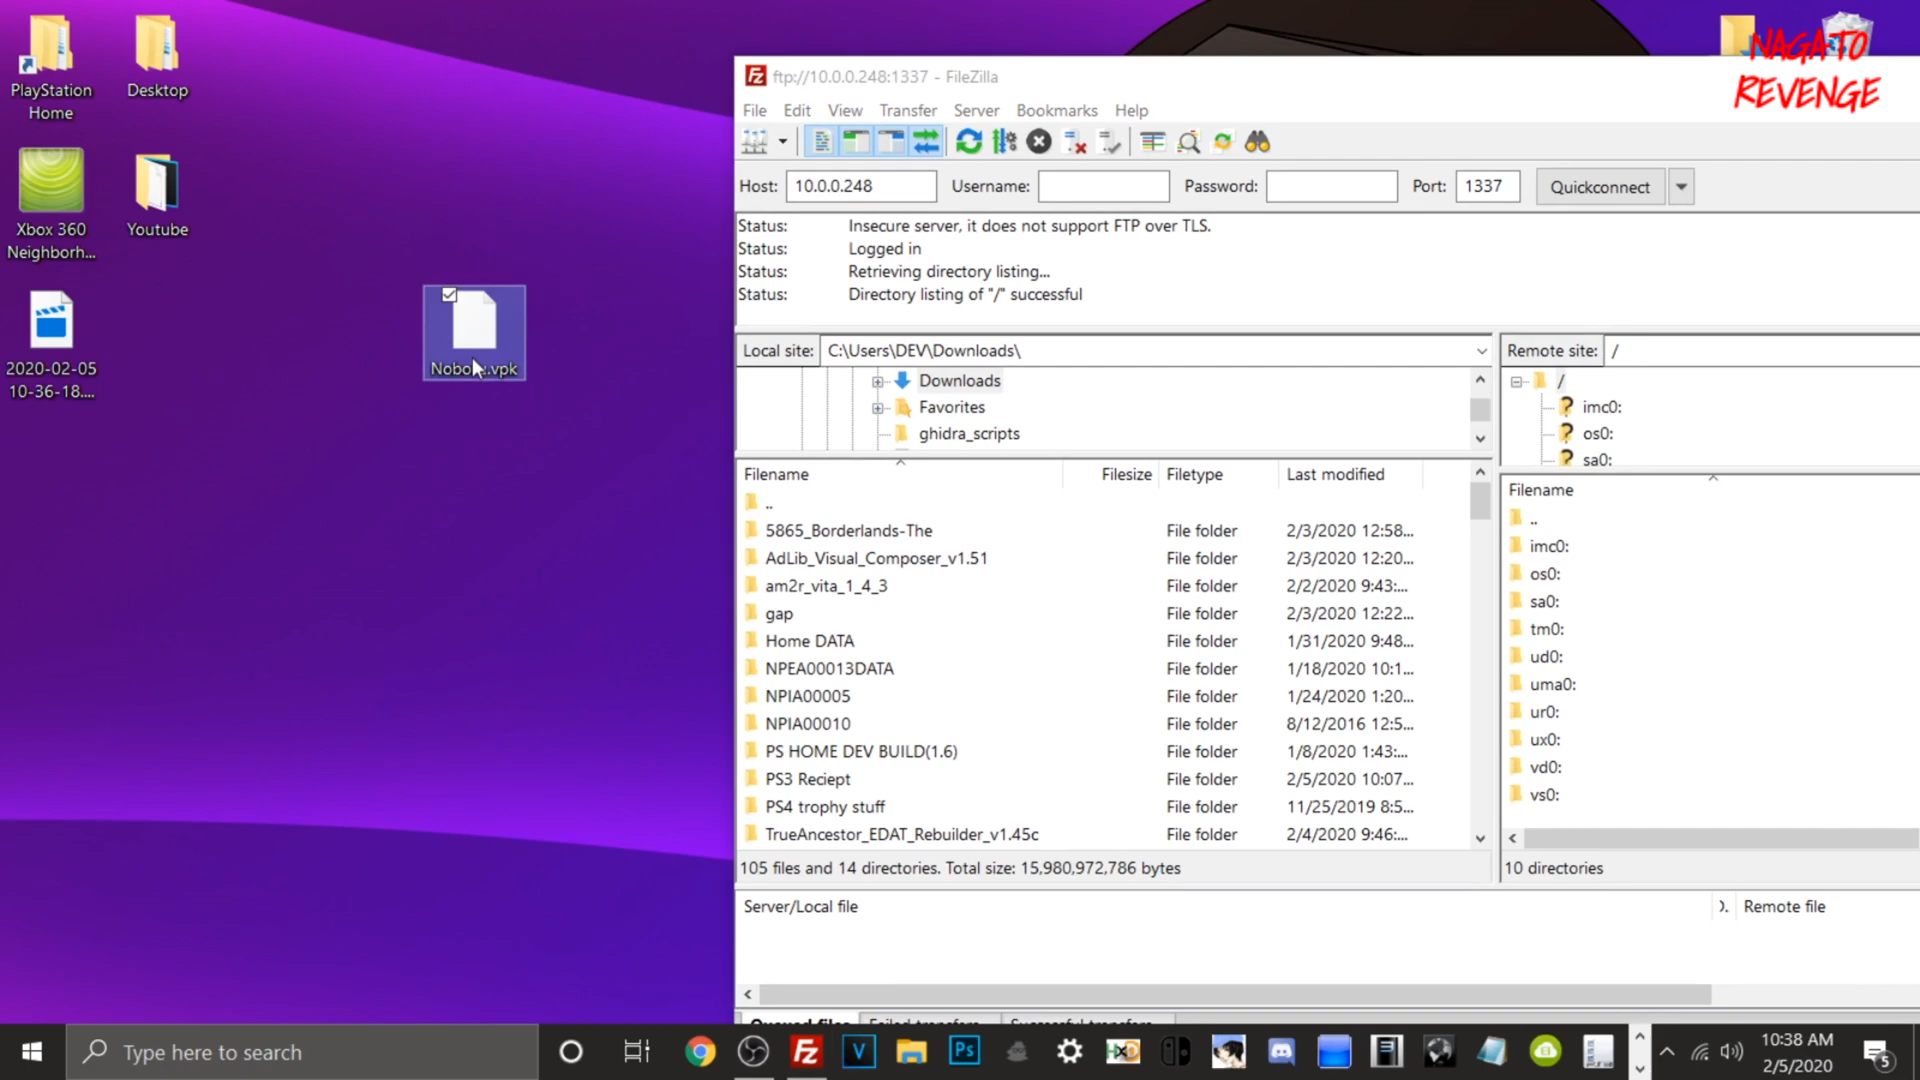 PlayStation
Home
Desktop
Xbox 360
Neighborh...
Youtube
2020-02-05
10-36-18....
NAGATO
REVENGE
ftp://10.0.0.248:1337 - FileZilla
File Edit View Transfer Server Bookmarks Help
Host: 10.0.0.248 Username: Password: Port: 1337 Quickconnect
Status: Insecure server, it does not support FTP over TLS.
Status: Logged in
Status: Retrieving directory listing...
Status: Directory listing of "/" successful
Local site: C:\Users\DEV\Downloads\
Downloads
Favorites
ghidra_scripts
Remote site: /
/
imc0:
os0:
sa0:
Filename Filesize Filetype Last modified
..
5865_Borderlands-The File folder 2/3/2020 12:58...
AdLib_Visual_Composer_v1.51 File folder 2/3/2020 12:20...
am2r_vita_1_4_3 File folder 2/2/2020 9:43:...
gap File folder 2/3/2020 12:22...
Home DATA File folder 1/31/2020 9:48...
NPEA00013DATA File folder 1/18/2020 10:1...
NPIA00005 File folder 1/24/2020 1:20...
NPIA00010 File folder 8/12/2016 12:5...
PS HOME DEV BUILD(1.6) File folder 1/8/2020 1:43:...
PS3 Reciept File folder 2/5/2020 10:07...
PS4 trophy stuff File folder 11/25/2019 8:5...
TrueAncestor_EDAT_Rebuilder_v1.45c File folder 2/4/2020 9:46:...
105 files and 14 directories. Total size: 15,980,972,786 bytes
Filename
..
imc0:
os0:
sa0:
tm0:
ud0:
uma0:
ur0:
ux0:
vd0:
vs0:
10 directories
Server/Local file ). Remote file
Queued files Failed transfers Successful transfers
Type here to search
10:38 AM
2/5/2020
5